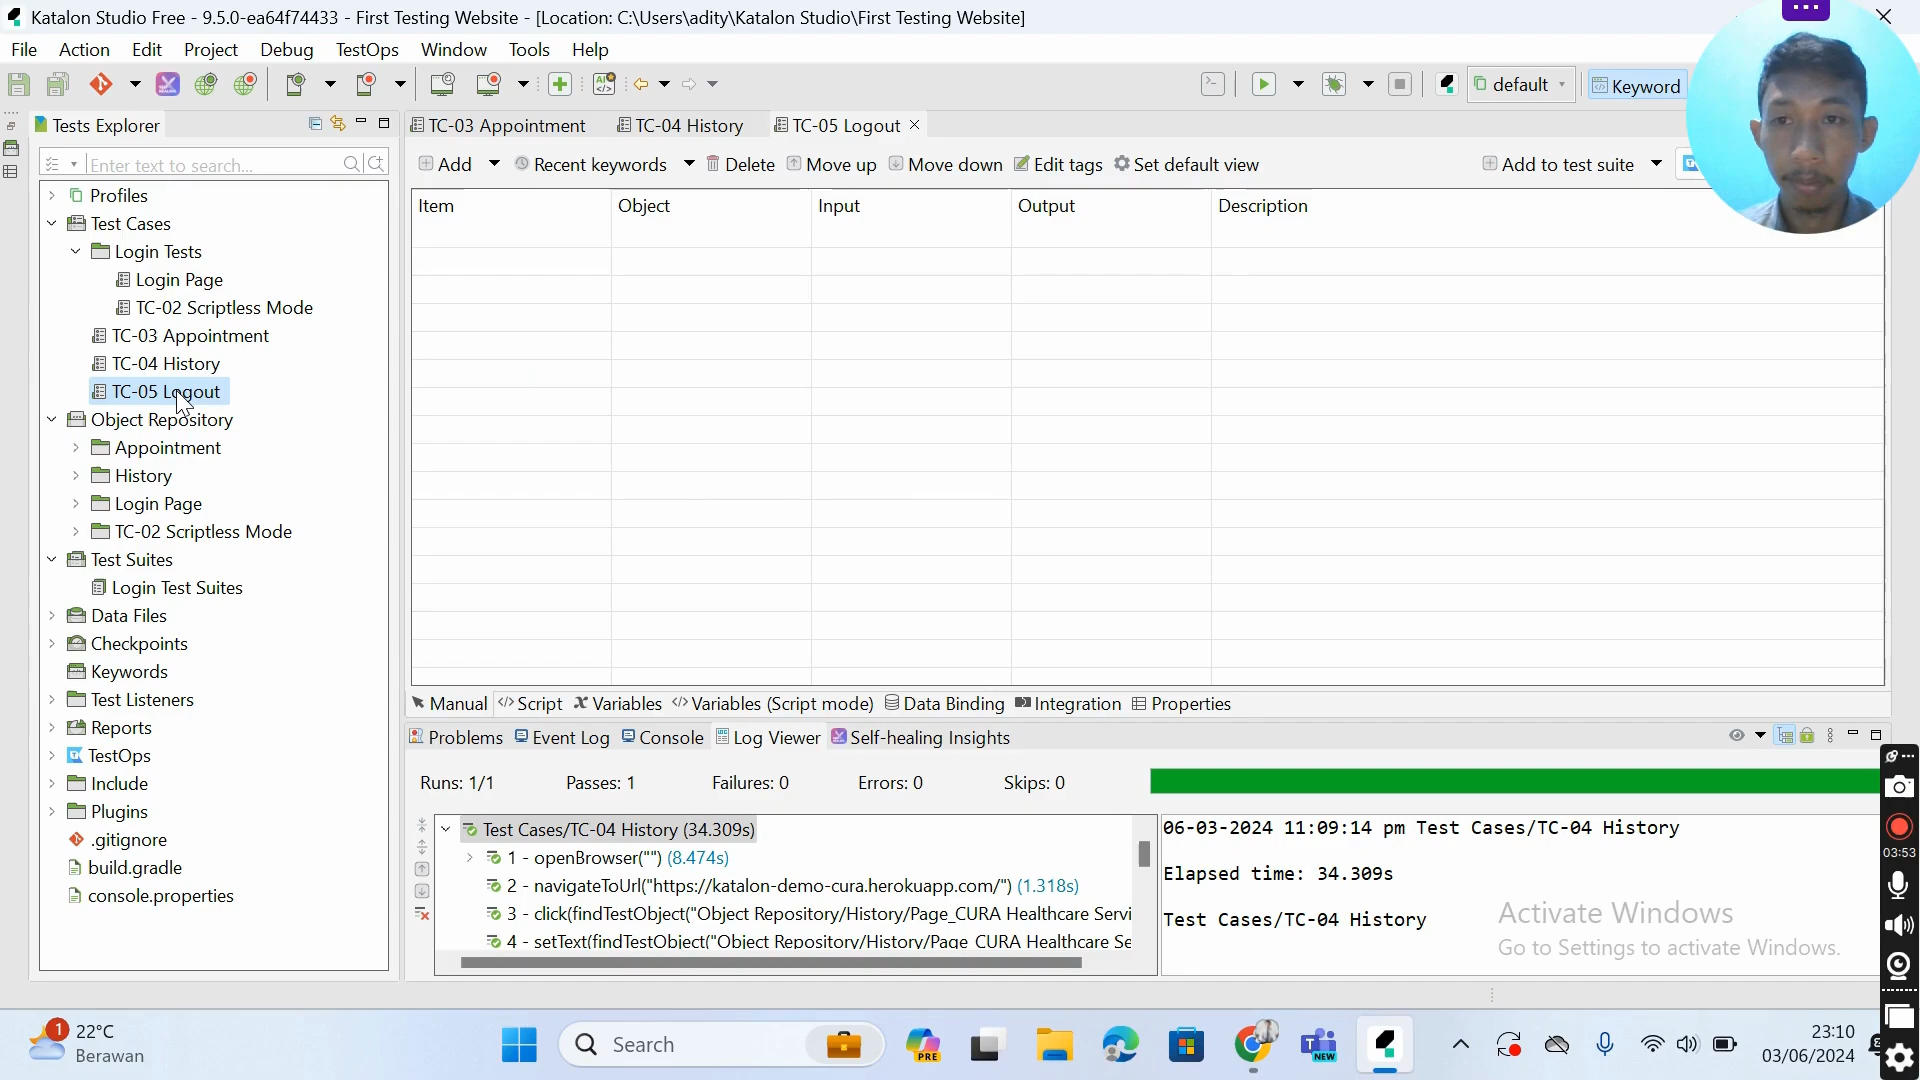 Katalon Studio Free - 9.5.0-ea64f74433 - First Testing Website - [Location: C:\Users\adity\Katalon Studio\First Testing Website]
File Action Edit Project Debug TestOps Window Tools Help
default Keyword
Tests Explorer
TC-03 Appointment TC-04 History TC-05 Logout
Enter text to search...
Add Recent keywords Delete Move up Move down Edit tags Set default view Add to test suite
Item Object Input Output Description
Profiles
Test Cases
Login Tests
Login Page
TC-02 Scriptless Mode
TC-03 Appointment
TC-04 History
TC-05 Logout
Object Repository
Appointment
History
Login Page
TC-02 Scriptless Mode
Test Suites
Login Test Suites
Data Files
Checkpoints
Keywords
Test Listeners
Reports
TestOps
Include
Plugins
.gitignore
build.gradle
console.properties
Manual Script Variables Variables (Script mode) Data Binding Integration Properties
Problems Event Log Console Log Viewer Self-healing Insights
Runs: 1/1 Passes: 1 Failures: 0 Errors: 0 Skips: 0
Test Cases/TC-04 History (34.309s)
1 - openBrowser("") (8.474s)
2 - navigateToUrl("https://katalon-demo-cura.herokuapp.com/") (1.318s)
3 - click(findTestObject("Object Repository/History/Page_CURA Healthcare Servi
4 - setText(findTestObject("Object Repository/History/Page_CURA Healthcare Se
06-03-2024 11:09:14 pm Test Cases/TC-04 History
Elapsed time: 34.309s
Test Cases/TC-04 History
Activate Windows
Go to Settings to activate Windows.
03:53
1
22°C
Berawan
Search
PRE
NEW
23:10
03/06/2024